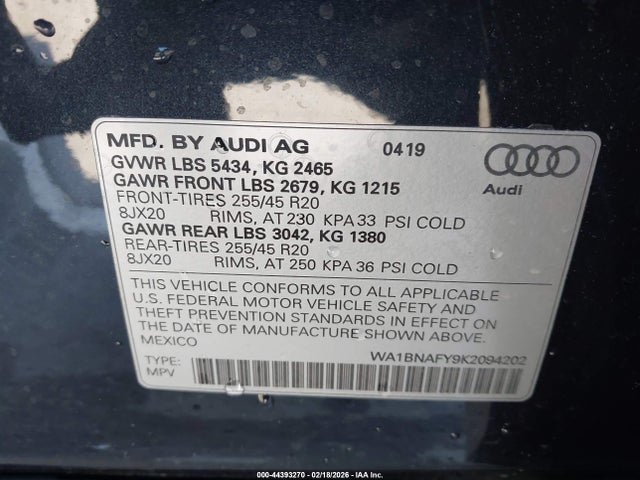 MFD. BY AUDI AG 0419
GVWR LBS 5434, KG 2465
GAWR FRONT LBS 2679, KG 1215
FRONT-TIRES 255/45 R20
8JX20 RIMS, AT 230 KPA 33 PSI COLD
GAWR REAR LBS 3042, KG 1380
REAR-TIRES 255/45 R20
8JX20 RIMS, AT 250 KPA 36 PSI COLD
Audi
THIS VEHICLE CONFORMS TO ALL APPLICABLE
U.S. FEDERAL MOTOR VEHICLE SAFETY AND
THEFT PREVENTION STANDARDS IN EFFECT ON
THE DATE OF MANUFACTURE SHOWN ABOVE.
MEXICO
TYPE: WA1BNAFY9K2094202
MPV
000-44393270 - 02/18/2026 - IAA Inc.